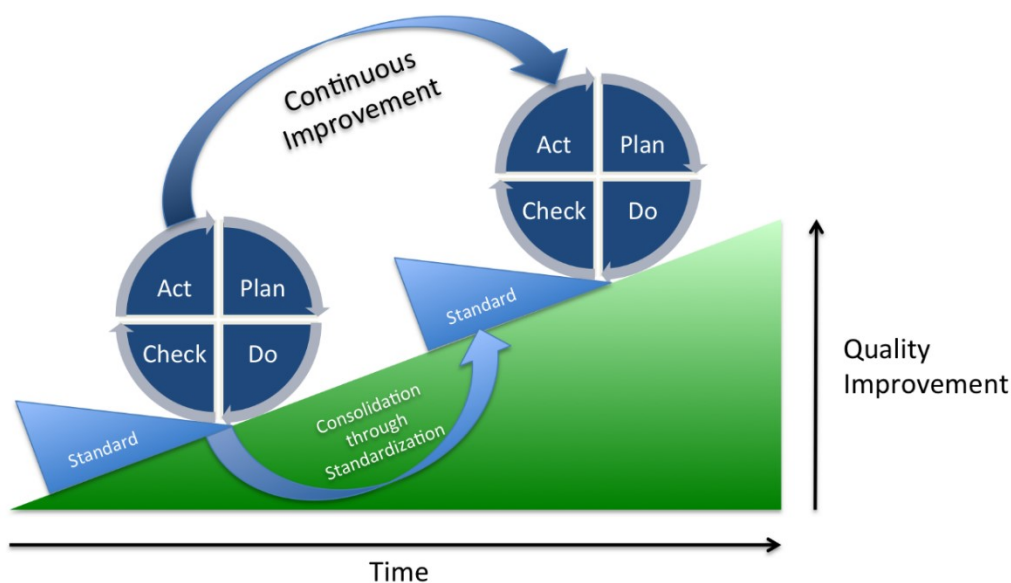 Continuous
Improvement
Act
Plan
Check
Do
Act
Plan
Check
Do
Standard
Standard
Consolidation
through
Standardization
Quality
Improvement
Time